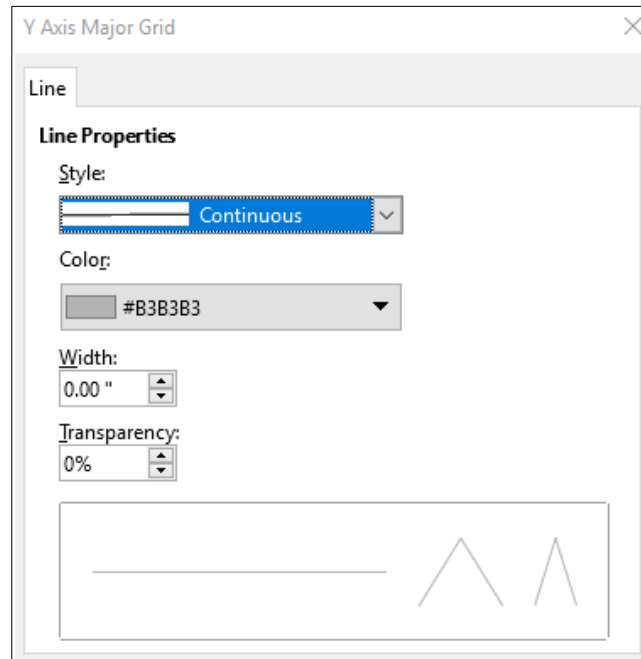 Y Axis Major Grid
Line
Line Properties
Style:
Continuous
Color:
#B3B3B3
Width:
0.00 "
Transparency:
0%